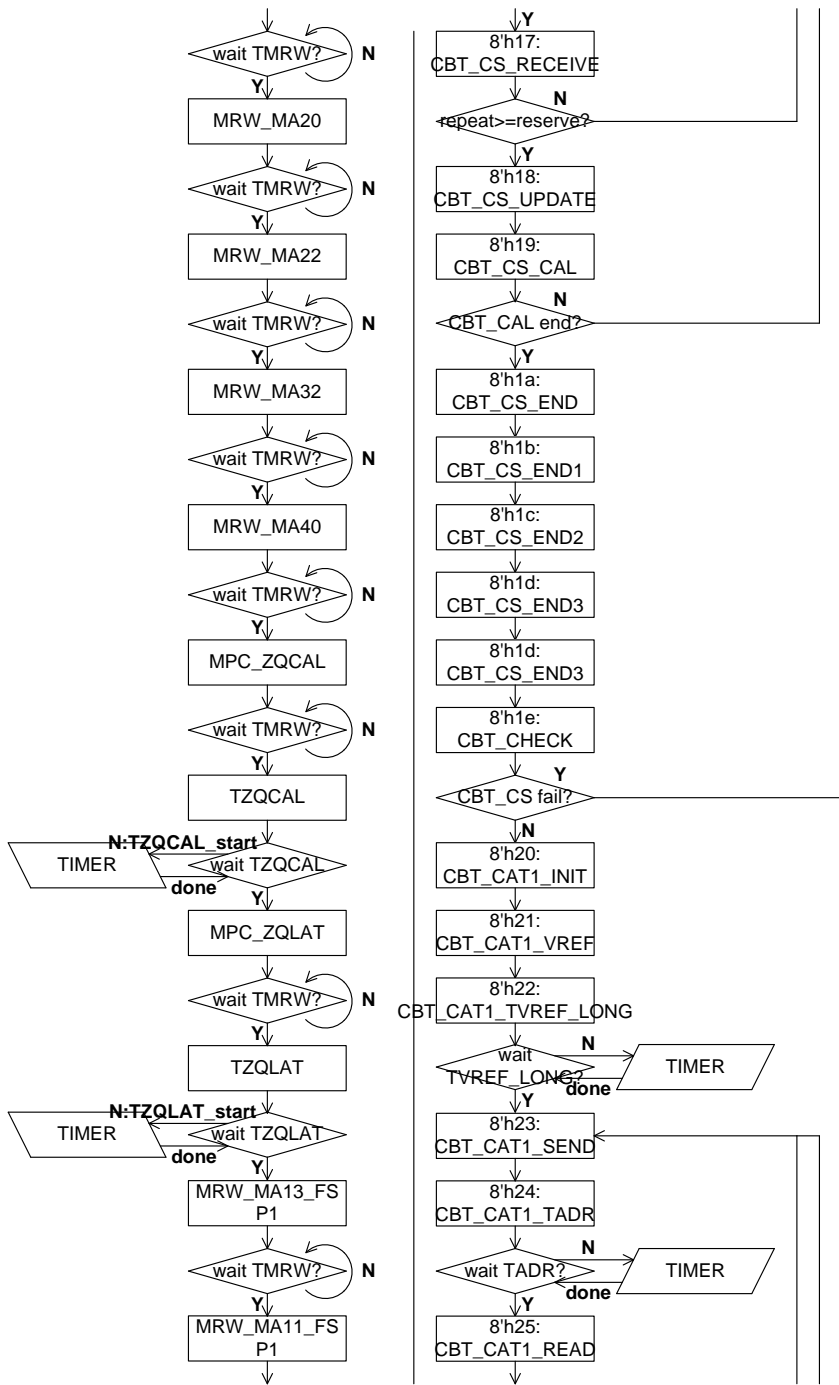 wait TMRW?
N
Y
MRW_MA20
wait TMRW?
N
Y
MRW_MA22
wait TMRW?
N
Y
MRW_MA32
wait TMRW?
N
Y
MRW_MA40
wait TMRW?
N
Y
MPC_ZQCAL
wait TMRW?
N
Y
TZQCAL
N:TZQCAL_start
TIMER
wait TZQCAL
done
Y
MPC_ZQLAT
wait TMRW?
N
Y
TZQLAT
N:TZQLAT_start
TIMER
wait TZQLAT
done
Y
MRW_MA13_FS
P1
wait TMRW?
N
Y
MRW_MA11_FS
P1
Y
8'h17:
CBT_CS_RECEIVE
N
repeat>=reserve?
Y
8'h18:
CBT_CS_UPDATE
8'h19:
CBT_CS_CAL
N
CBT_CAL end?
Y
8'h1a:
CBT_CS_END
8'h1b:
CBT_CS_END1
8'h1c:
CBT_CS_END2
8'h1d:
CBT_CS_END3
8'h1d:
CBT_CS_END3
8'h1e:
CBT_CHECK
Y
CBT_CS fail?
N
8'h20:
CBT_CAT1_INIT
8'h21:
CBT_CAT1_VREF
8'h22:
CBT_CAT1_TVREF_LONG
wait
TVREF_LONG?
N
TIMER
done
Y
8'h23:
CBT_CAT1_SEND
8'h24:
CBT_CAT1_TADR
N
wait TADR?
TIMER
done
Y
8'h25:
CBT_CAT1_READ